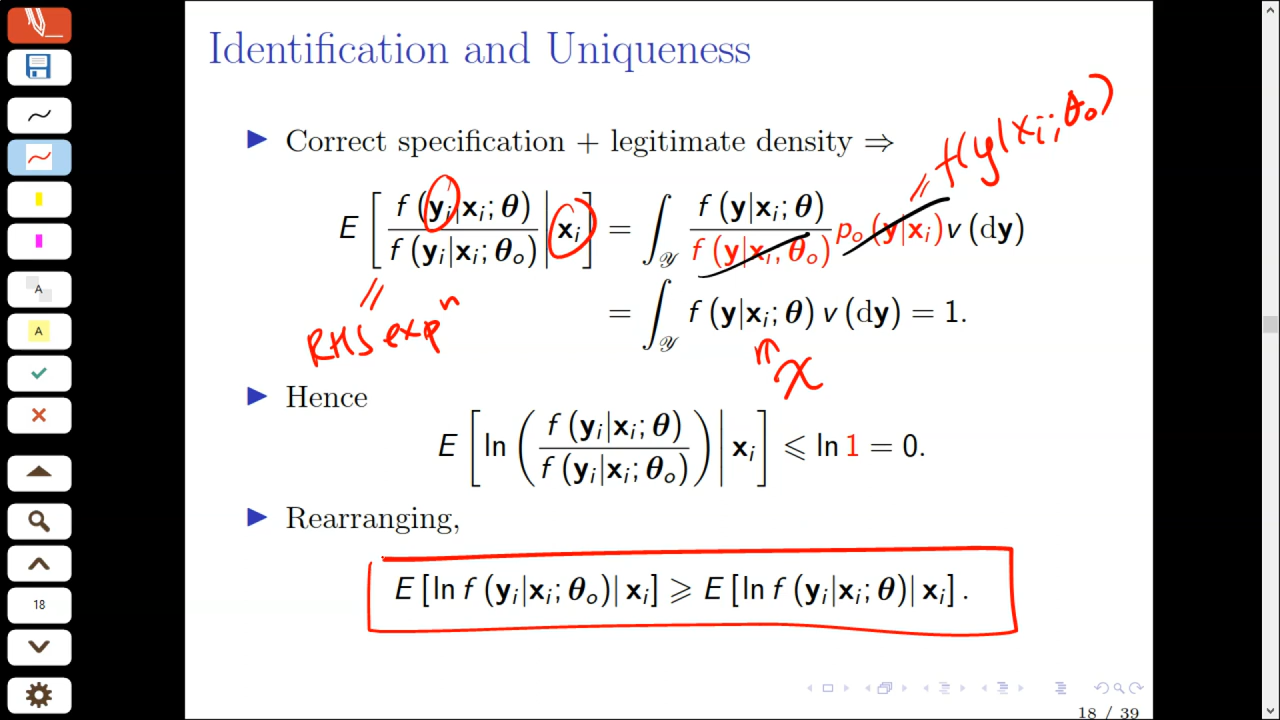 Identification and Uniqueness
▶ Correct specification + legitimate density ⇒
= f(y|xi; θo)
E [ f (yi|xi; θ) / f (yi|xi; θo) | xi ] = ∫𝒴 f (y|xi; θ) / f (y|xi; θo) po (y|xi) v (dy)
= ∫𝒴 f (y|xi; θ) v (dy) = 1.
= RHS expn
↑ x
▶ Hence
E [ ln ( f (yi|xi; θ) / f (yi|xi; θo) ) | xi ] ⩽ ln 1 = 0.
▶ Rearranging,
E [ln f (yi|xi; θo)| xi] ⩾ E [ln f (yi|xi; θ)| xi] .
18 / 39
A
A
18